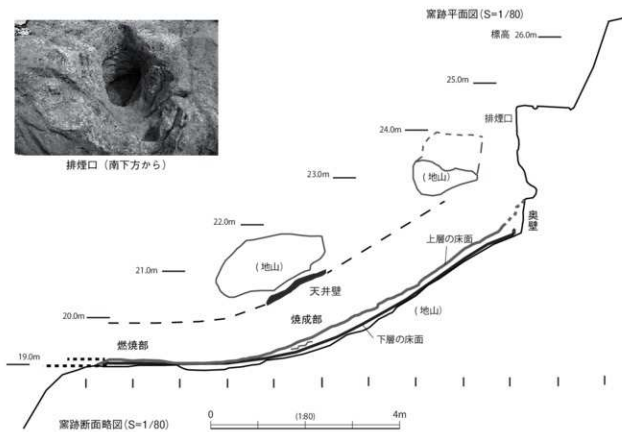 窯跡平面図(S=1/80)
標高 26.0m
25.0m
排煙口
24.0m
(地山)
23.0m
排煙口（南下方から）
22.0m
奥壁
上層の床面
(地山)
21.0m
天井壁
(地山)
20.0m
焼成部
燃焼部
下層の床面
19.0m
窯跡断面略図(S=1/80)
0 (1:80) 4m